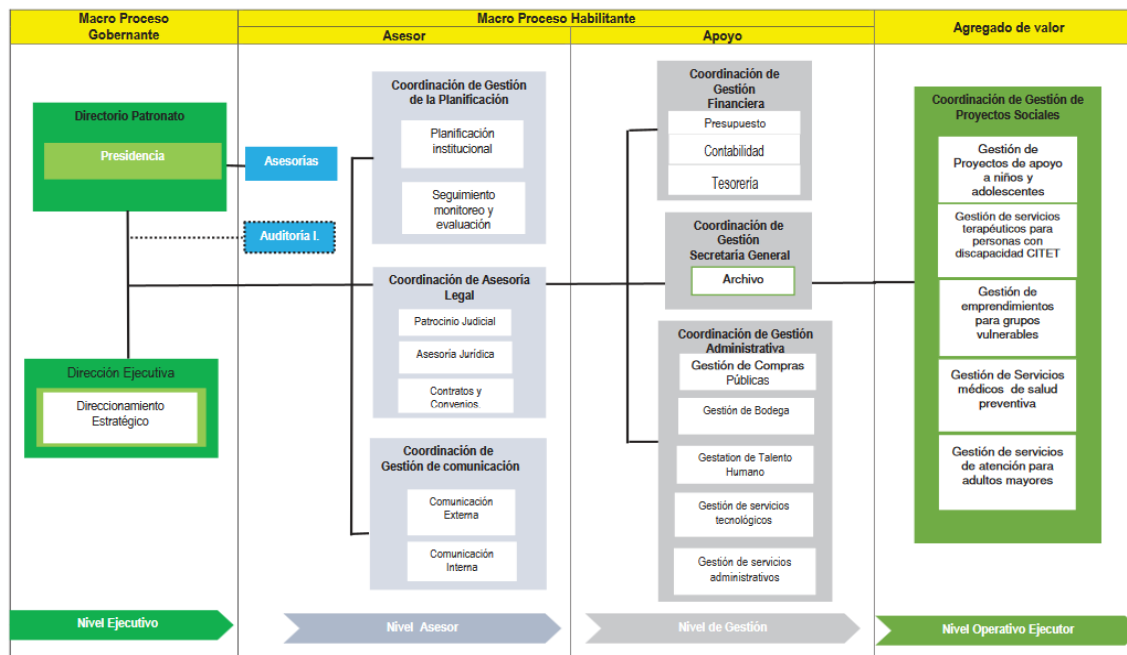 Macro Proceso
Gobernante
Macro Proceso Habilitante
Asesor
Apoyo
Agregado de valor
Directorio Patronato
Presidencia
Asesorías
Auditoría I.
Dirección Ejecutiva
Direccionamiento
Estratégico
Coordinación de Gestión
de la Planificación
Planificación
institucional
Seguimiento
monitoreo y
evaluación
Coordinación de Asesoría
Legal
Patrocinio Judicial
Asesoría Jurídica
Contratos y
Convenios.
Coordinación de
Gestión de comunicación
Comunicación
Externa
Comunicación
Interna
Coordinación de
Gestión
Financiera
Presupuesto
Contabilidad
Tesorería
Coordinación de
Gestión
Secretaría General
Archivo
Coordinación de Gestión
Administrativa
Gestión de Compras
Públicas
Gestión de Bodega
Gestation de Talento
Humano
Gestión de servicios
tecnológicos
Gestión de servicios
administrativos
Coordinación de Gestión de
Proyectos Sociales
Gestión de
Proyectos de apoyo
a niños y
adolescentes
Gestión de servicios
terapéuticos para
personas con
discapacidad CITET
Gestión de
emprendimientos
para grupos
vulnerables
Gestión de Servicios
médicos de salud
preventiva
Gestión de servicios
de atención para
adultos mayores
Nivel Ejecutivo
Nivel Asesor
Nivel de Gestión
Nivel Operativo Ejecutor